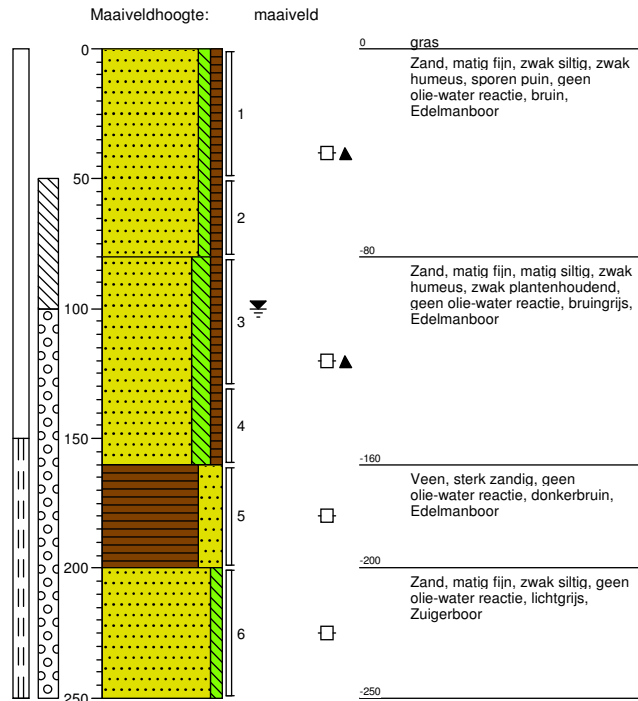 Maaiveldhoogte: maaiveld
0
50
100
150
200
250
1
2
3
4
5
6
0 gras
Zand, matig fijn, zwak siltig, zwak
humeus, sporen puin, geen
olie-water reactie, bruin,
Edelmanboor
-80
Zand, matig fijn, matig siltig, zwak
humeus, zwak plantenhoudend,
geen olie-water reactie, bruingrijs,
Edelmanboor
-160
Veen, sterk zandig, geen
olie-water reactie, donkerbruin,
Edelmanboor
-200
Zand, matig fijn, zwak siltig, geen
olie-water reactie, lichtgrijs,
Zuigerboor
-250